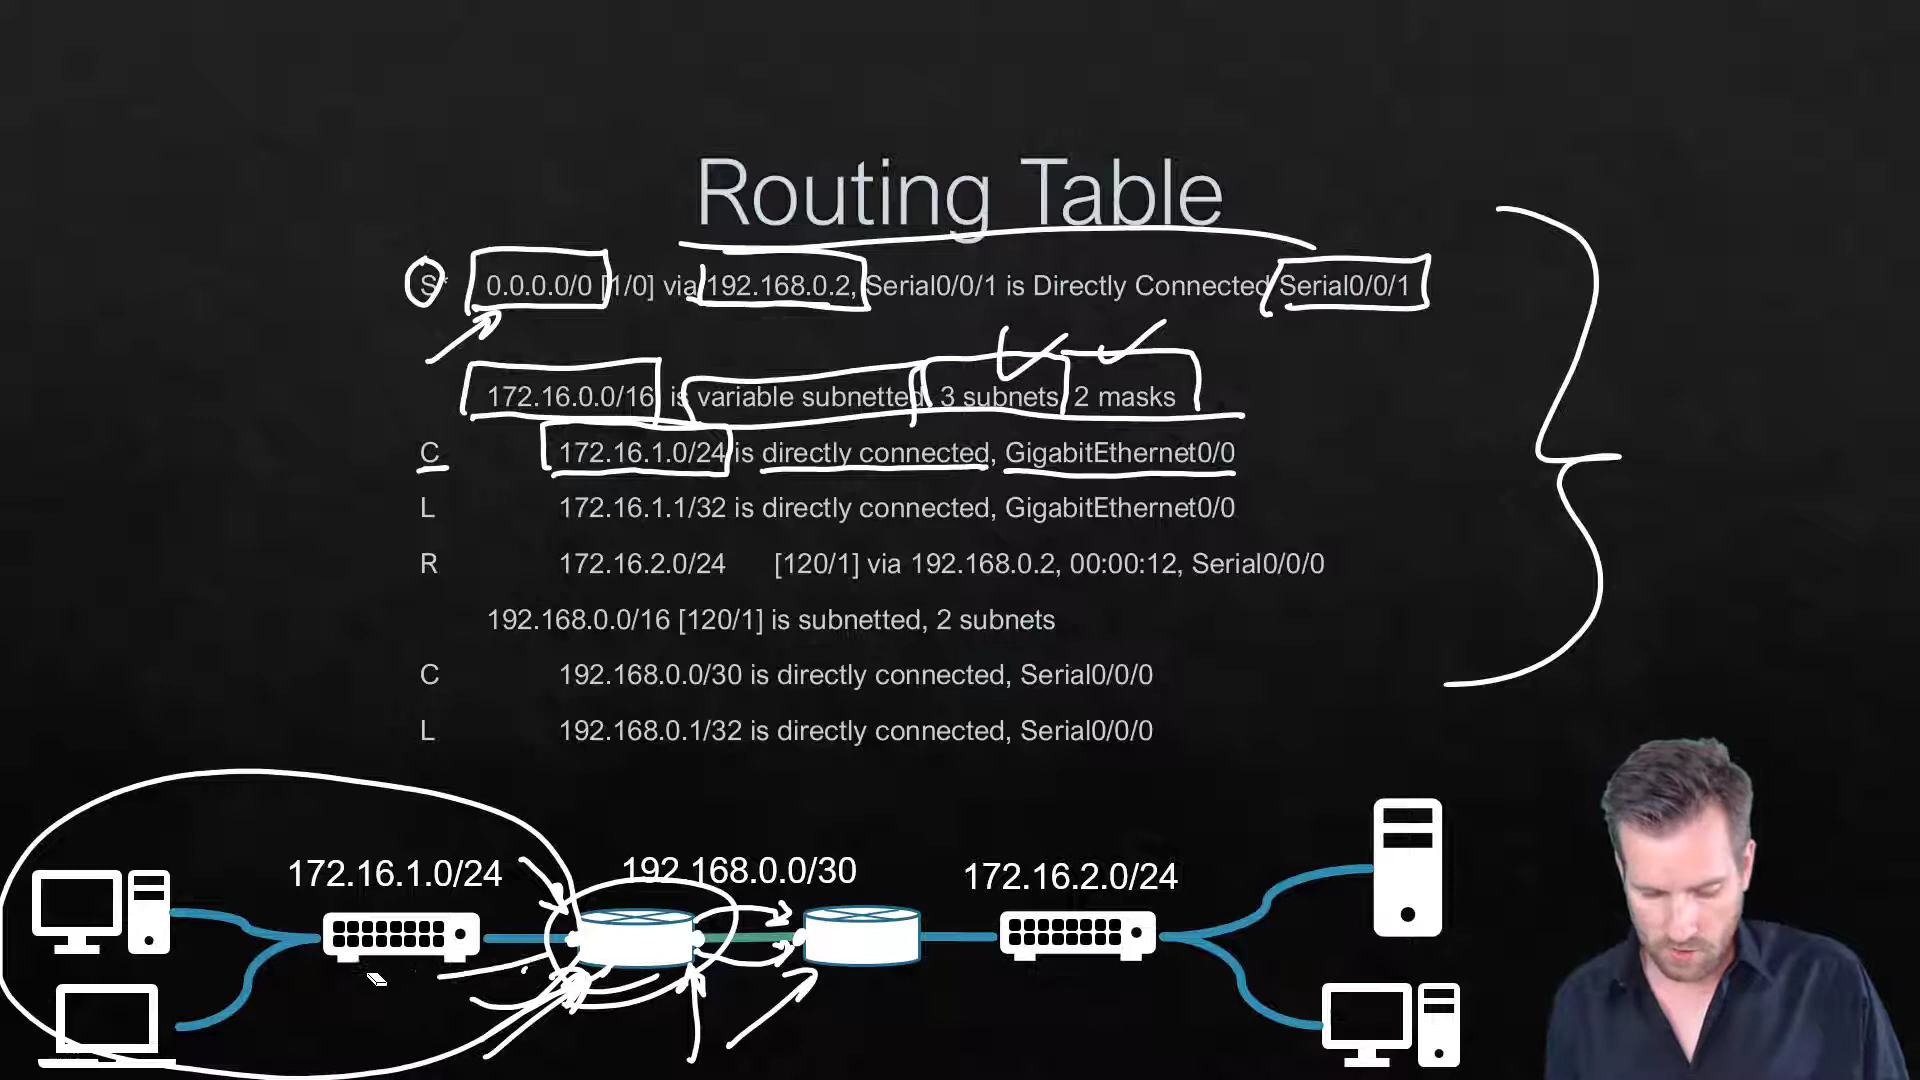 Routing Table
S* 0.0.0.0/0 [1/0] via 192.168.0.2, Serial0/0/1 is Directly Connected Serial0/0/1
172.16.0.0/16 is variable subnetted, 3 subnets, 2 masks
C 172.16.1.0/24 is directly connected, GigabitEthernet0/0
L 172.16.1.1/32 is directly connected, GigabitEthernet0/0
R 172.16.2.0/24 [120/1] via 192.168.0.2, 00:00:12, Serial0/0/0
192.168.0.0/16 [120/1] is subnetted, 2 subnets
C 192.168.0.0/30 is directly connected, Serial0/0/0
L 192.168.0.1/32 is directly connected, Serial0/0/0
172.16.1.0/24 192.168.0.0/30 172.16.2.0/24